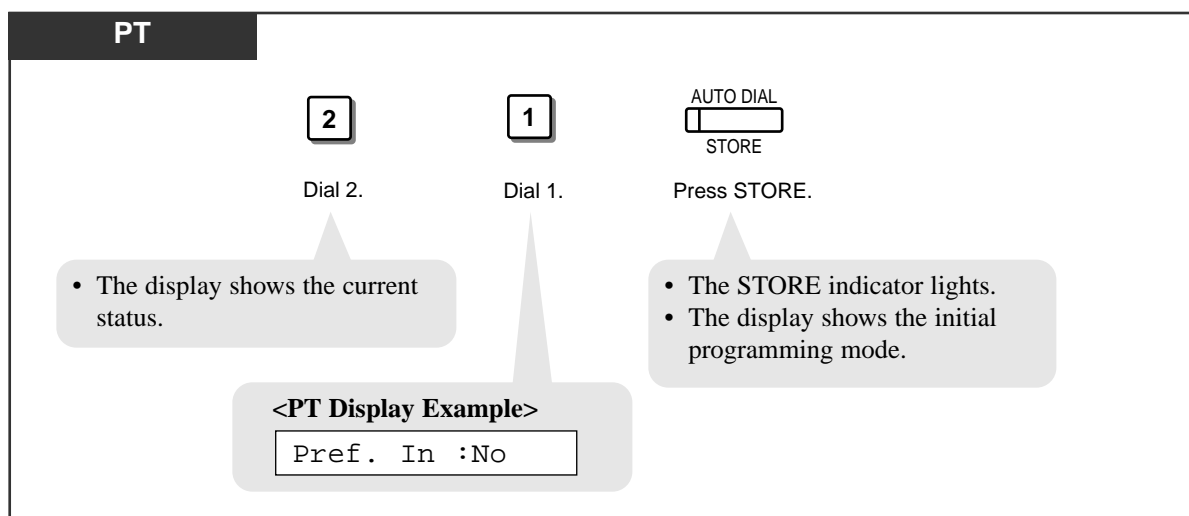 PT
2
1
AUTO DIAL
STORE
Dial 2.
Dial 1.
Press STORE.
• The display shows the current
status.
• The STORE indicator lights.
• The display shows the initial
programming mode.
<PT Display Example>
Pref. In :No